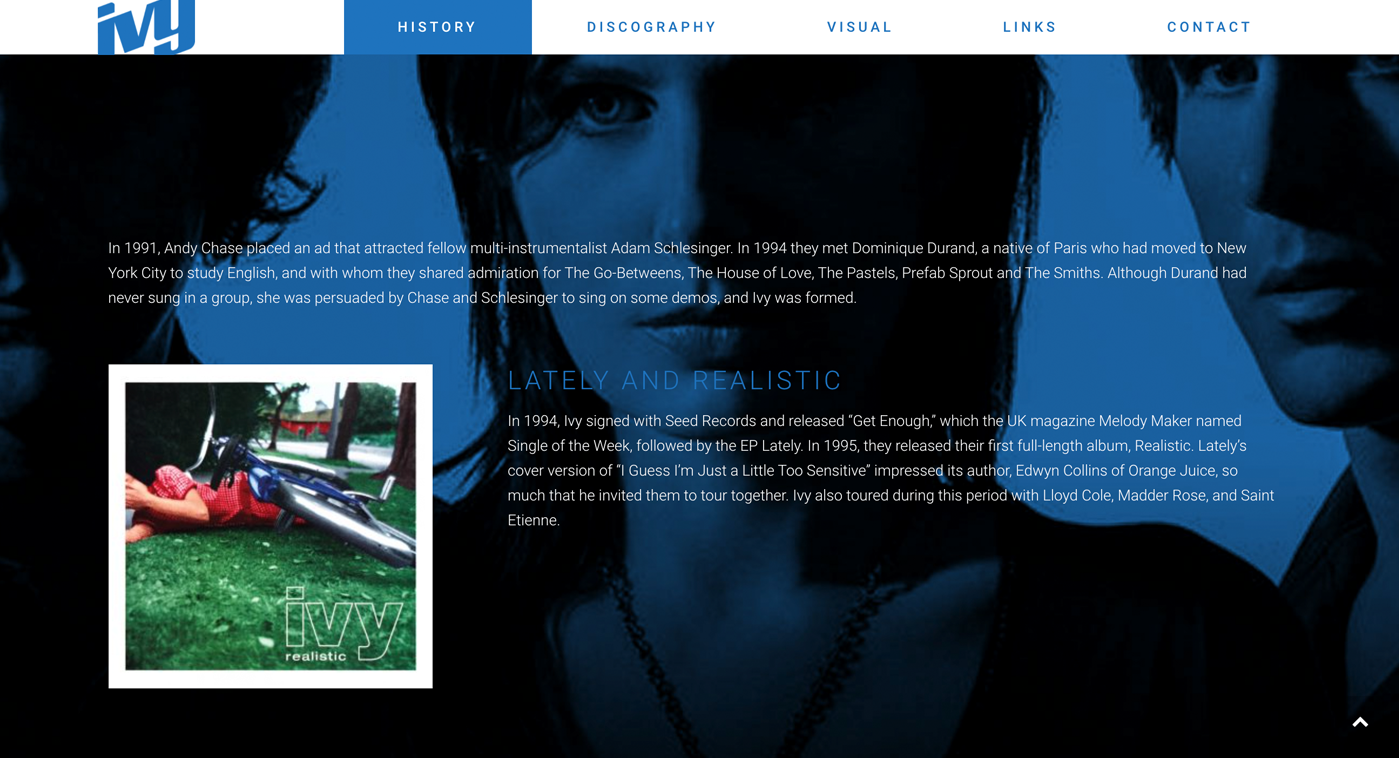 ivy
HISTORY
DISCOGRAPHY
VISUAL
LINKS
CONTACT
In 1991, Andy Chase placed an ad that attracted fellow multi-instrumentalist Adam Schlesinger. In 1994 they met Dominique Durand, a native of Paris who had moved to New
York City to study English, and with whom they shared admiration for The Go-Betweens, The House of Love, The Pastels, Prefab Sprout and The Smiths. Although Durand had
never sung in a group, she was persuaded by Chase and Schlesinger to sing on some demos, and Ivy was formed.
LATELY AND REALISTIC
In 1994, Ivy signed with Seed Records and released “Get Enough,” which the UK magazine Melody Maker named
Single of the Week, followed by the EP Lately. In 1995, they released their first full-length album, Realistic. Lately’s
cover version of “I Guess I’m Just a Little Too Sensitive” impressed its author, Edwyn Collins of Orange Juice, so
much that he invited them to tour together. Ivy also toured during this period with Lloyd Cole, Madder Rose, and Saint
Etienne.
ivy
realistic